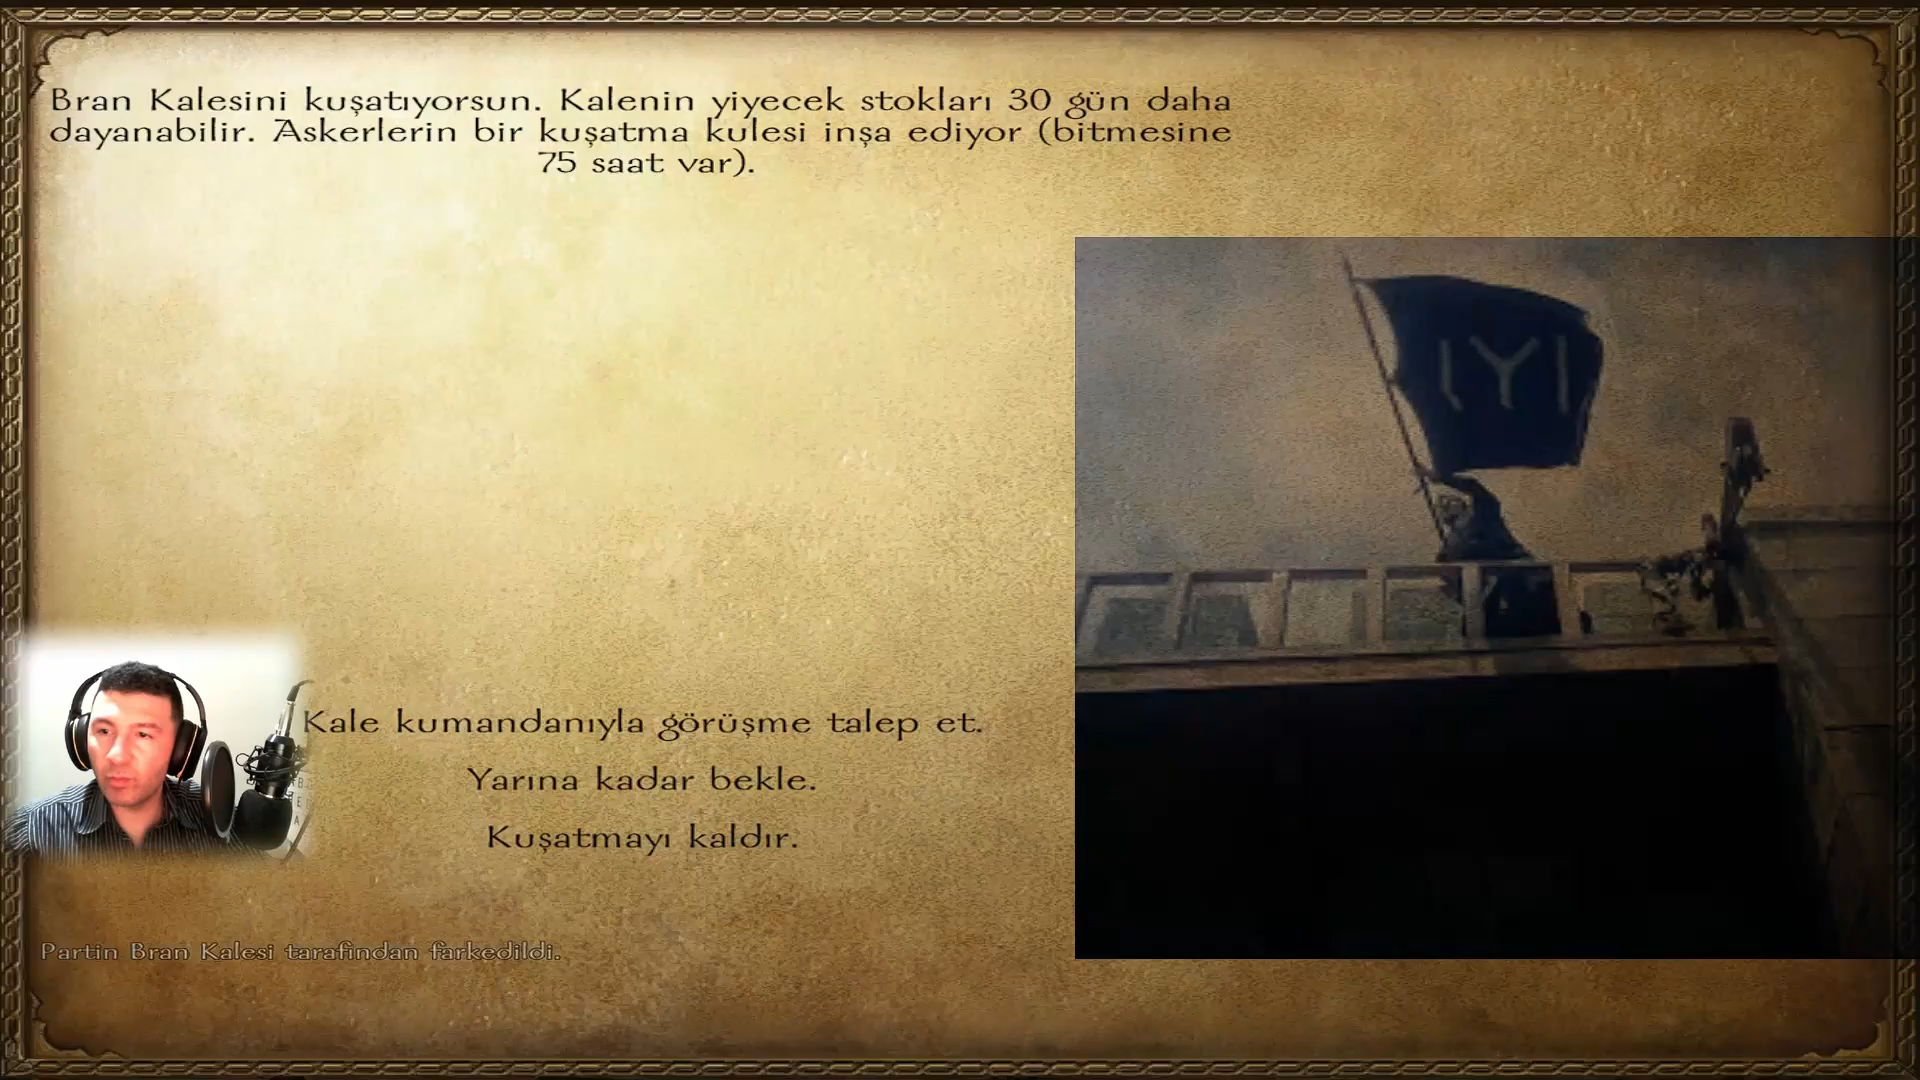 Bran Kalesini kuşatıyorsun. Kalenin yiyecek stokları 30 gün daha
dayanabilir. Askerlerin bir kuşatma kulesi inşa ediyor (bitmesine
75 saat var).
IYI
Kale kumandanıyla görüşme talep et.
Yarına kadar bekle.
Kuşatmayı kaldır.
Partin Bran Kalesi tarafından farkedildi.